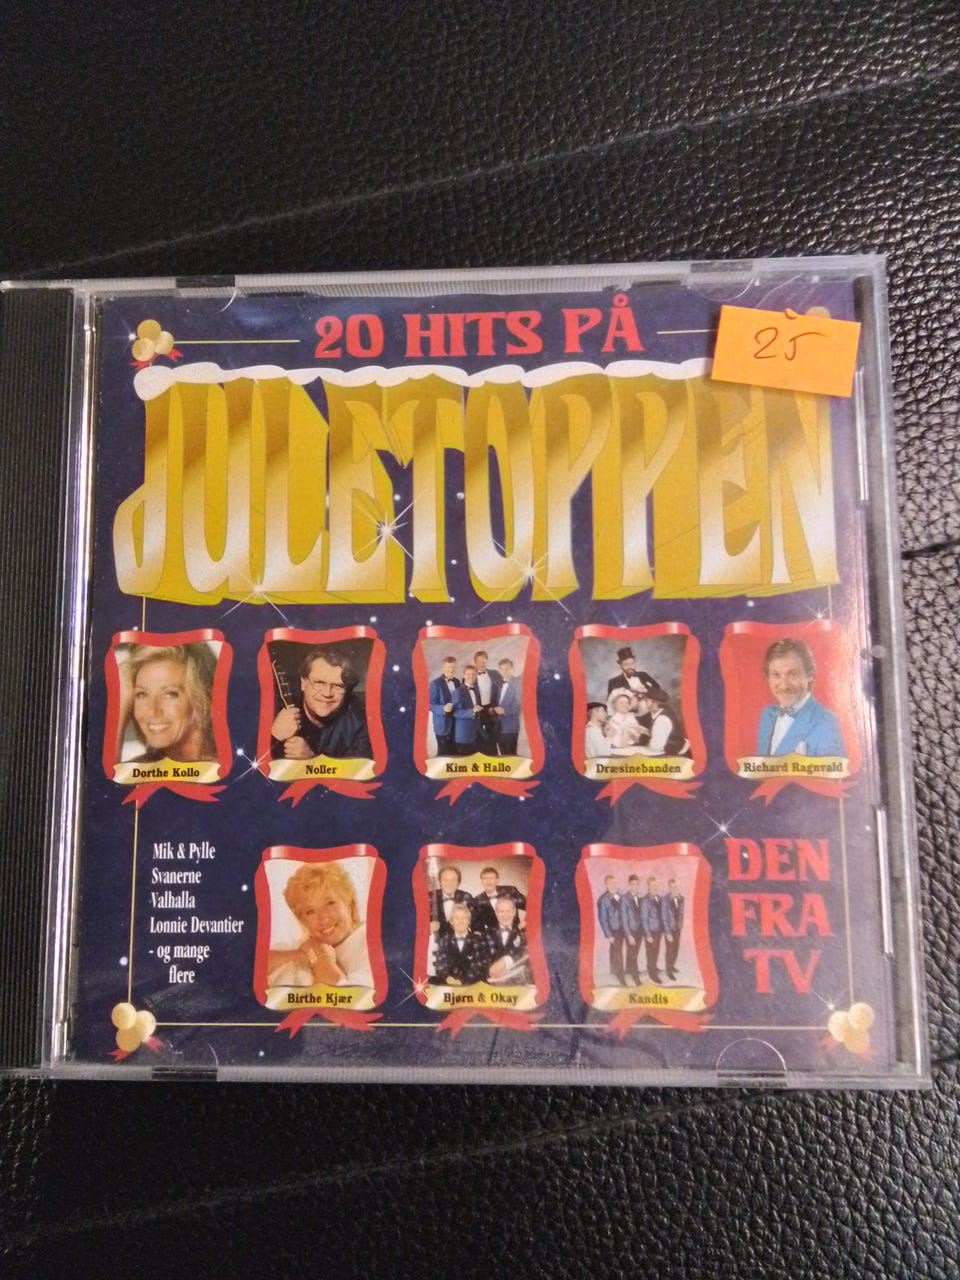 20 HITS PÅ
25
JULETOPPEN
Dorthe Kollo
Noller
Kim & Hallo
Dræsinebanden
Richard Ragnvald
Mik & Pylle
Svanerne
Valhalla
Lonnie Devantier
- og mange
flere
Birthe Kjær
Bjørn & Okay
Kandis
DEN
FRA
TV